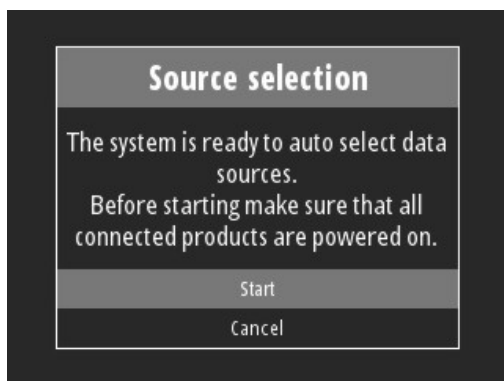 Source selection
The system is ready to auto select data
sources.
Before starting make sure that all
connected products are powered on.
Start
Cancel